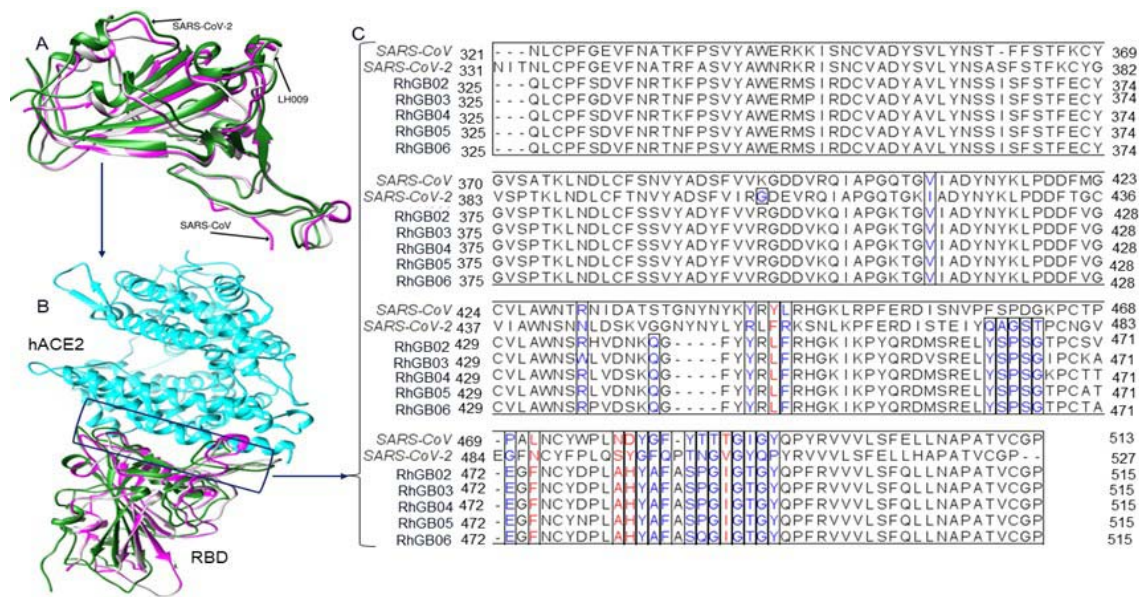 A
SARS-CoV-2
LH009
SARS-CoV
B
hACE2
RBD
C
SARS-CoV 321 ---NLCPFGEVFNATKFPSVYAWERKKISNCVADYSVLYNST-FFSTFKCY 369
SARS-CoV-2 331 NITNLCPFGEVFNATRFASVYAWNRKRISNCVADYSVLYNSASFSTFKCYG 382
RhGB02 325 ---QLCPFSDVFNRTNFPSVYAWERMSIRDCVADYAVLYNSSISFSTFECY 374
RhGB03 325 ---QLCPFGDVFNRTNFPSVYAWERMPIRDCVADYAVLYNSSISFSTFECY 374
RhGB04 325 ---QLCPFSDVFNRTNFPSVYAWERMSIRDCVADYAVLYNSSISFSTFECY 374
RhGB05 325 ---QLCPFSDVFNRTNFPSVYAWERMSIRDCVADYAVLYNSSISFSTFECY 374
RhGB06 325 ---QLCPFSDVFNRTNFPSVYAWERMSIRDCVADYAVLYNSSISFSTFECY 374
SARS-CoV 370 GVSATKLNDLCFSNVYADSFVVKGDDVRQIAPGQTGVIADYNYKLPDDFMG 423
SARS-CoV-2 383 VSPTKLNDLCFTNVYADSFVIRGDEVRQIAPGQTGKIADYNYKLPDDFTGC 436
RhGB02 375 GVSPTKLNDLCFSSVYADYFVVRGDDVKQIAPGKTGVIADYNYKLPDDFVG 428
RhGB03 375 GVSPTKLNDLCFSSVYADYFVVRGDDVKQIAPGKTGVIADYNYKLPDDFVG 428
RhGB04 375 GVSPTKLNDLCFSSVYADYFVVRGDDVKQIAPGKTGVIADYNYKLPDDFVG 428
RhGB05 375 GVSPTKLNDLCFSSVYADYFVVRGDDVKQIAPGKTGVIADYNYKLPDDFVG 428
RhGB06 375 GVSPTKLNDLCFSSVYADYFVVRGDDVKQIAPGKTGVIADYNYKLPDDFVG 428
SARS-CoV 424 CVLAWNTRNIDATSTGNYNYKYRYLRHGKLRPFERDISNVPFSPDGKPCTP 468
SARS-CoV-2 437 VIAWNSNNLDSKVGGNYNYLYRFRKSNLKPFERDISTEIYQAGSTPCNGV 483
RhGB02 429 CVLAWNSRHVDNKQG----FYYRLFRHGKIKPYQRDMSRELYSPSGTPCSV 471
RhGB03 429 CVLAWNSWLVDNKQG----FYYRLFRHGKIKPYQRDMSRELYSPSGIPCKA 471
RhGB04 429 CVLAWNSRLVDNKQG----FYYRLFRHGKIKPYQRDMSRELYSPSGKPCTT 471
RhGB05 429 CVLAWNSRLVDNKQG----FYYRLFRHGKIKPYQRDMSRELYSPSGKPCTT 471
RhGB06 429 CVLAWNSRPVDSKQG----FYYRLFRHGKIKPYQRDMSRELYSPSGTPCTA 471
SARS-CoV 469 PALNCYWPLNDYGF-YTTTGIGYQPYRVVVLSFELLNAPATVCGP 513
SARS-CoV-2 484 EGFNCYFPLQSYGFQPTNGVGYQPYRVVVLSFELLHAPATVCGP-- 527
RhGB02 472 EGFNCYDPLAHYAFASPGIGTGYQPFRVVVLSFQLLNAPATVCGP 515
RhGB03 472 EGFNCYDPLAHYAFASPGIGTGYQPFRVVVLSFQLLNAPATVCGP 515
RhGB04 472 EGFNCYDPLAHYAFASPGIGTGYQPFRVVVLSFQLLNAPATVCGP 515
RhGB05 472 EGFNCYNPLAHYAFASPGIGTGYQPFRVVVLSFQLLNAPATVCGP 515
RhGB06 472 EGFNCYDPLAHYAFASQGIGTGYQPFRVVVLSFQLLNAPATVCGP 515